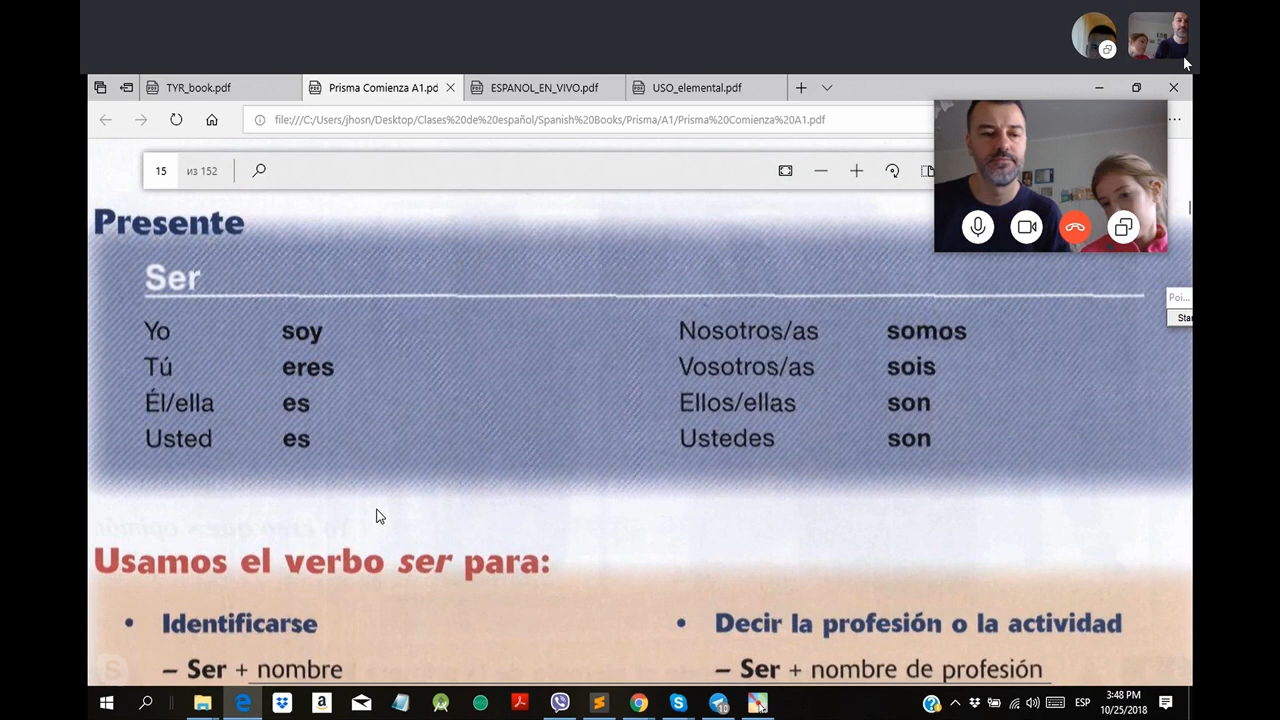 TYR_book.pdf
Prisma Comienza A1.pd
ESPANOL_EN_VIVO.pdf
USO_elemental.pdf
file:///C:/Users/jhosn/Desktop/Clases%20de%20español/Spanish%20Books/Prisma/A1/Prisma%20Comienza%20A1.pdf
15 из 152
Presente
Ser
Yo soy Nosotros/as somos
Tú eres Vosotros/as sois
Él/ella es Ellos/ellas son
Usted es Ustedes son
Poi...
Star
Usamos el verbo ser para:
• Identificarse
– Ser + nombre
• Decir la profesión o la actividad
– Ser + nombre de profesión
10
ESP
3:48 PM
10/25/2018